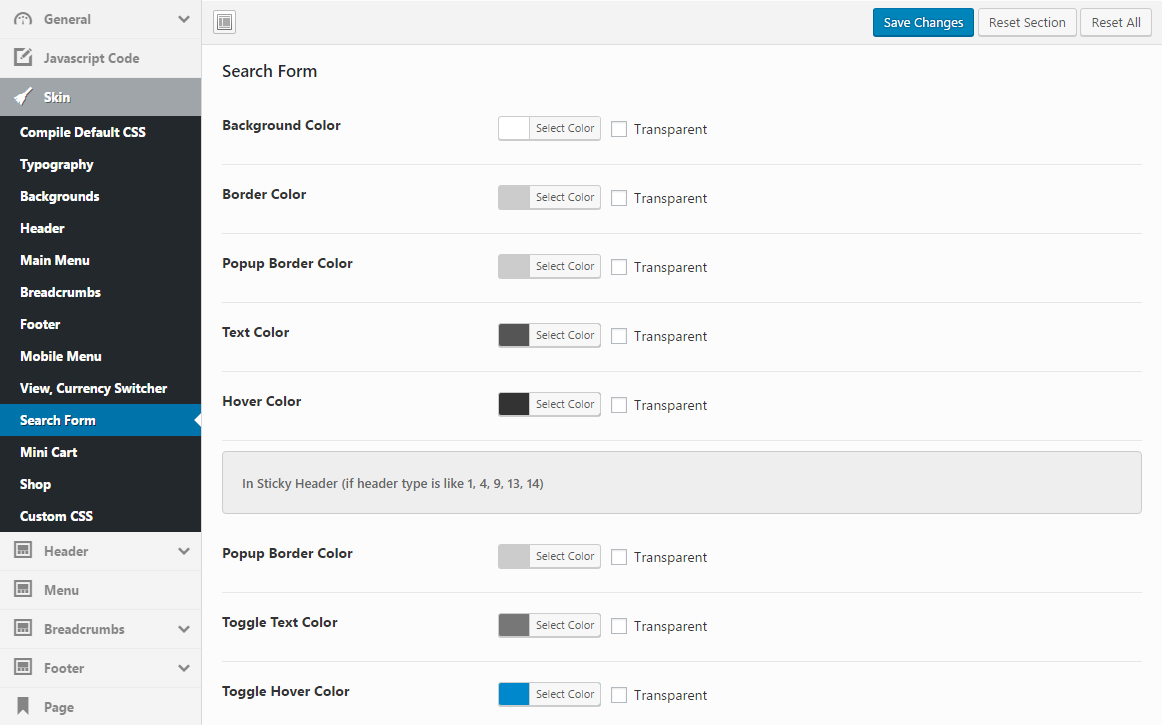 General
Javascript Code
Skin
Compile Default CSS
Typography
Backgrounds
Header
Main Menu
Breadcrumbs
Footer
Mobile Menu
View, Currency Switcher
Search Form
Mini Cart
Shop
Custom CSS
Header
Menu
Breadcrumbs
Footer
Page
Save Changes
Reset Section
Reset All
Search Form
Background Color
Select Color
Transparent
Border Color
Select Color
Transparent
Popup Border Color
Select Color
Transparent
Text Color
Select Color
Transparent
Hover Color
Select Color
Transparent
In Sticky Header (if header type is like 1, 4, 9, 13, 14)
Popup Border Color
Select Color
Transparent
Toggle Text Color
Select Color
Transparent
Toggle Hover Color
Select Color
Transparent